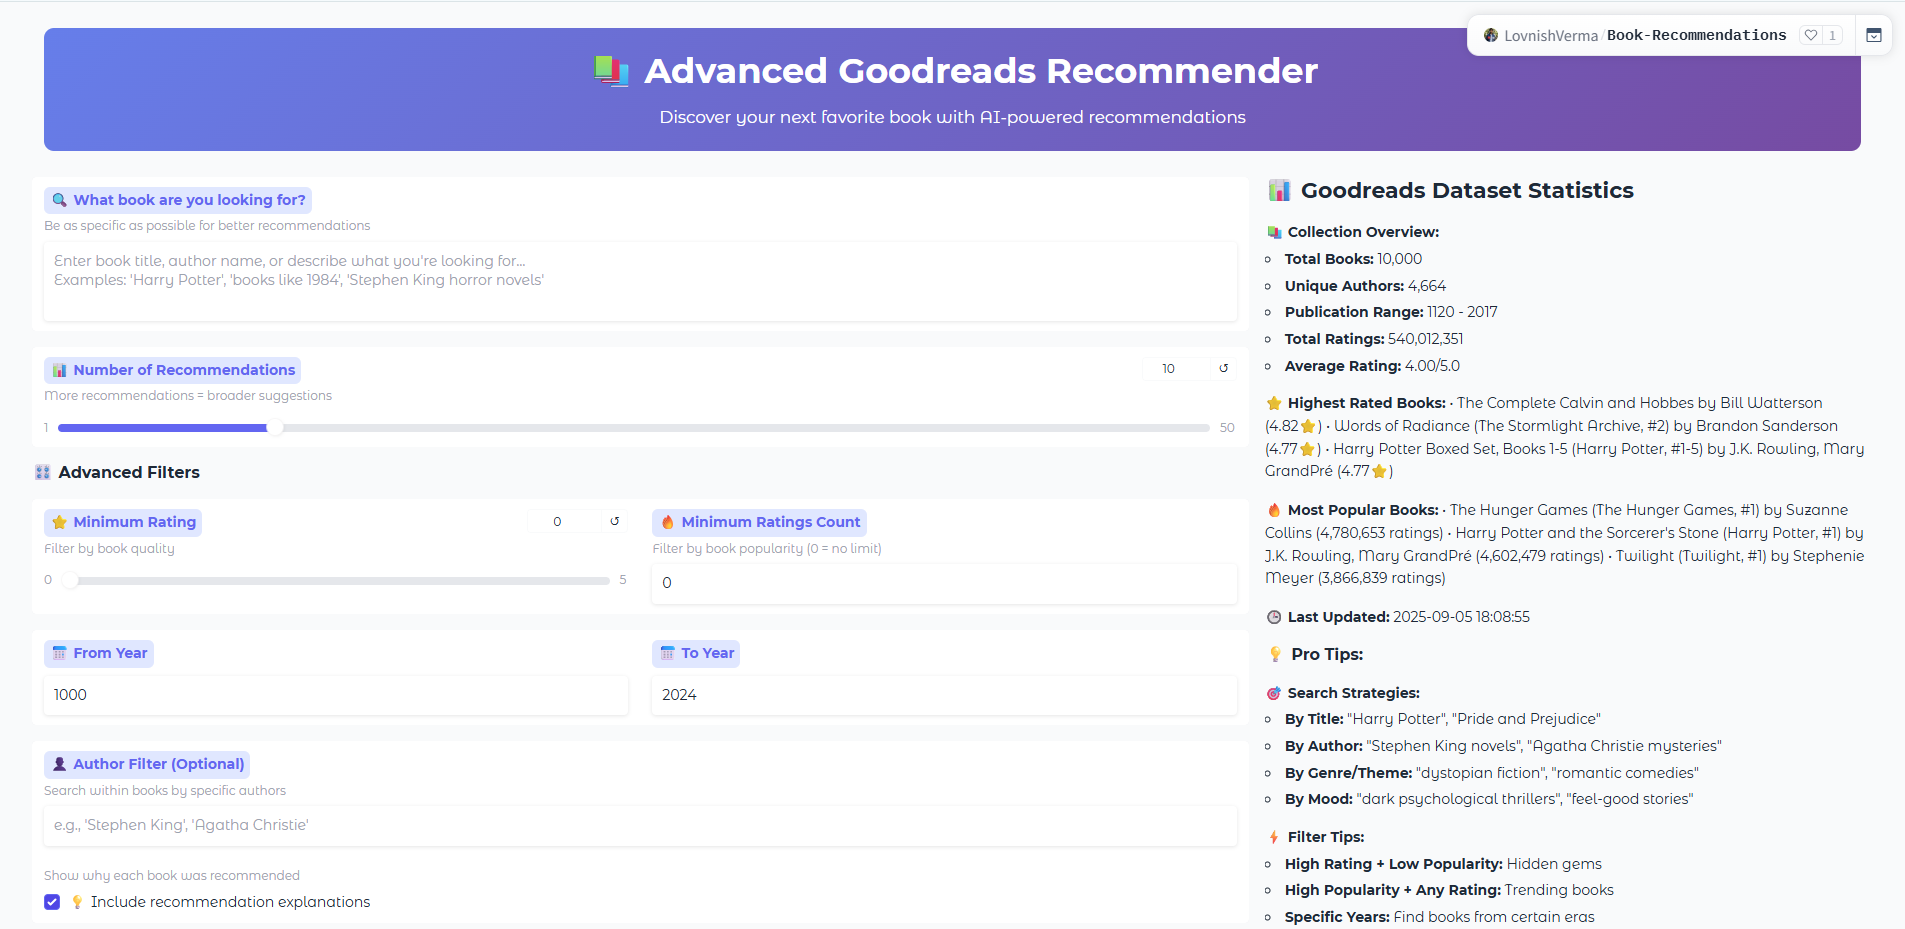 LovnishVerma/Book-Recommendations
1
Advanced Goodreads Recommender
Discover your next favorite book with AI-powered recommendations
What book are you looking for?
Be as specific as possible for better recommendations
Enter book title, author name, or describe what you're looking for...
Examples: 'Harry Potter', 'books like 1984', 'Stephen King horror novels'
Number of Recommendations
10
More recommendations = broader suggestions
1
50
Advanced Filters
Minimum Rating
0
Filter by book quality
0
5
Minimum Ratings Count
Filter by book popularity (0 = no limit)
0
From Year
1000
To Year
2024
Author Filter (Optional)
Search within books by specific authors
e.g., 'Stephen King', 'Agatha Christie'
Show why each book was recommended
Include recommendation explanations
Goodreads Dataset Statistics
Collection Overview:
Total Books: 10,000
Unique Authors: 4,664
Publication Range: 1120 - 2017
Total Ratings: 540,012,351
Average Rating: 4.00/5.0
Highest Rated Books: • The Complete Calvin and Hobbes by Bill Watterson
(4.82⭐) • Words of Radiance (The Stormlight Archive, #2) by Brandon Sanderson
(4.77⭐) • Harry Potter Boxed Set, Books 1-5 (Harry Potter, #1-5) by J.K. Rowling, Mary
GrandPré (4.77⭐)
Most Popular Books: • The Hunger Games (The Hunger Games, #1) by Suzanne
Collins (4,780,653 ratings) • Harry Potter and the Sorcerer's Stone (Harry Potter, #1) by
J.K. Rowling, Mary GrandPré (4,602,479 ratings) • Twilight (Twilight, #1) by Stephenie
Meyer (3,866,839 ratings)
Last Updated: 2025-09-05 18:08:55
Pro Tips:
Search Strategies:
By Title: "Harry Potter", "Pride and Prejudice"
By Author: "Stephen King novels", "Agatha Christie mysteries"
By Genre/Theme: "dystopian fiction", "romantic comedies"
By Mood: "dark psychological thrillers", "feel-good stories"
Filter Tips:
High Rating + Low Popularity: Hidden gems
High Popularity + Any Rating: Trending books
Specific Years: Find books from certain eras